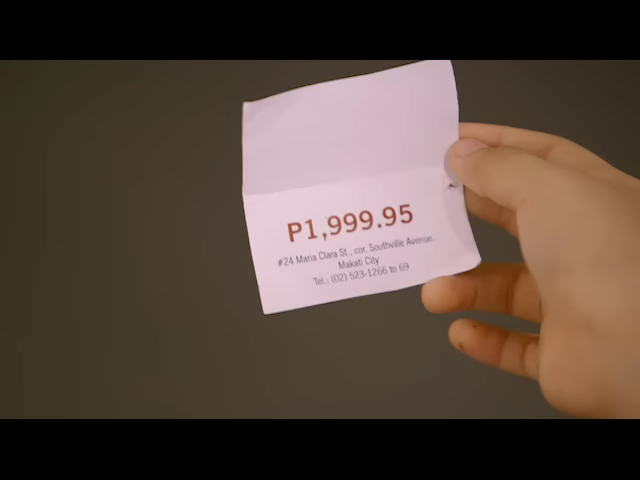 P1,999.95
#24 Maria Clara St., cor. Southville Avenue.
Makati City
Tel.: (02) 523-1266 to 69